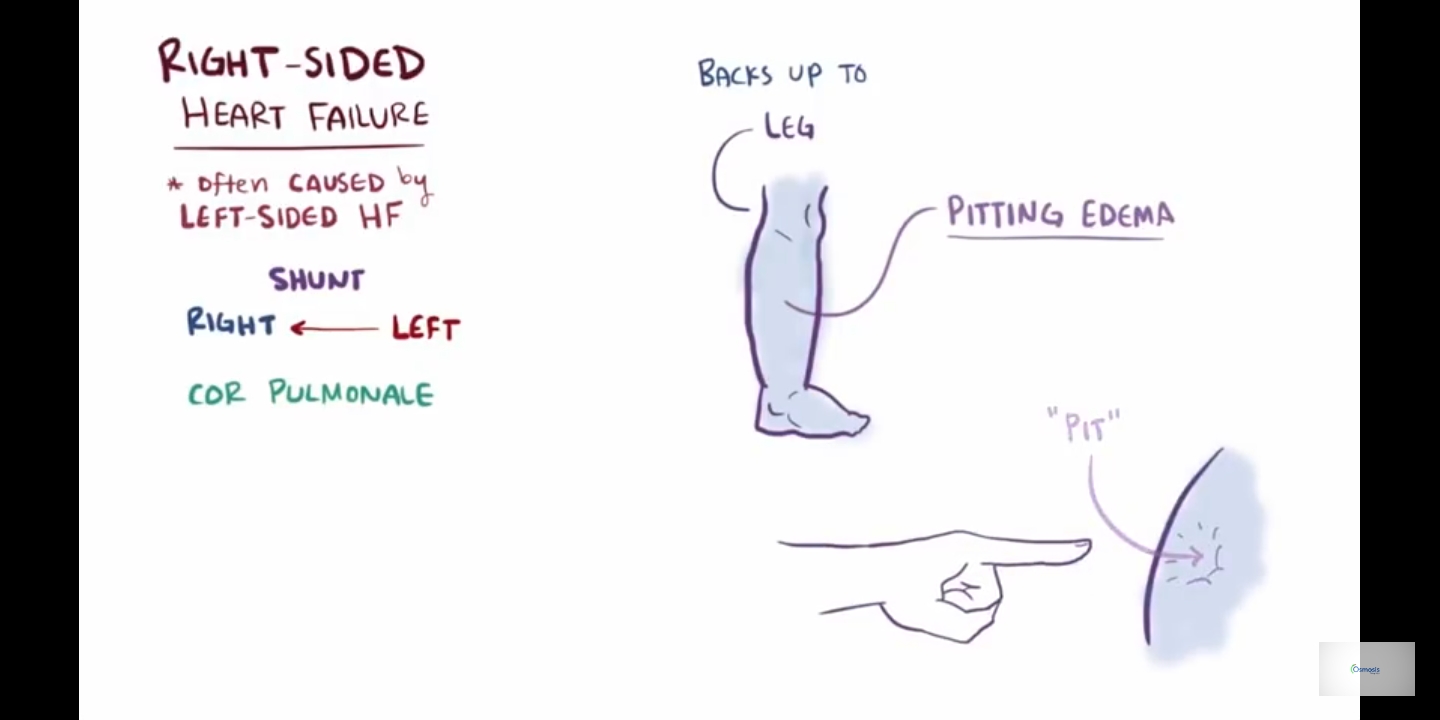 RIGHT-SIDED
HEART FAILURE
* often CAUSED by
LEFT-SIDED HF
SHUNT
RIGHT ← LEFT
COR PULMONALE
BACKS UP TO
LEG
PITTING EDEMA
"PIT"
Osmosis